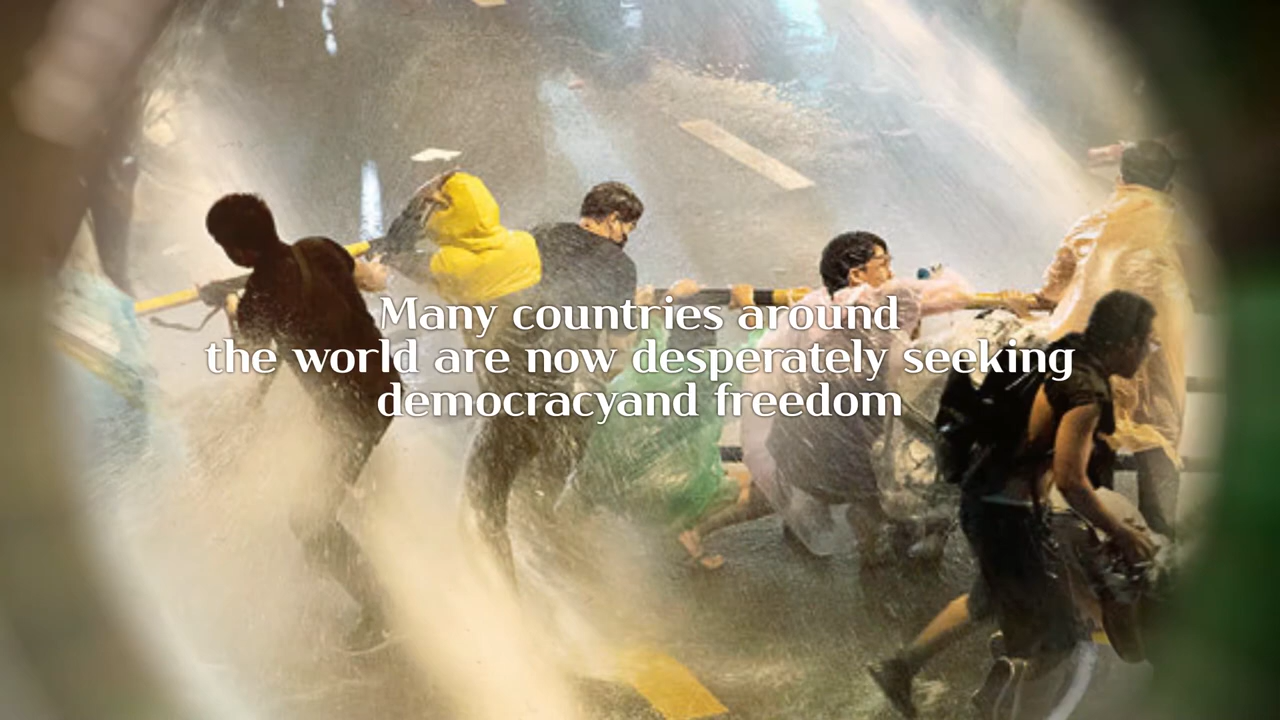 Many countries around
the world are now desperately seeking
democracyand freedom